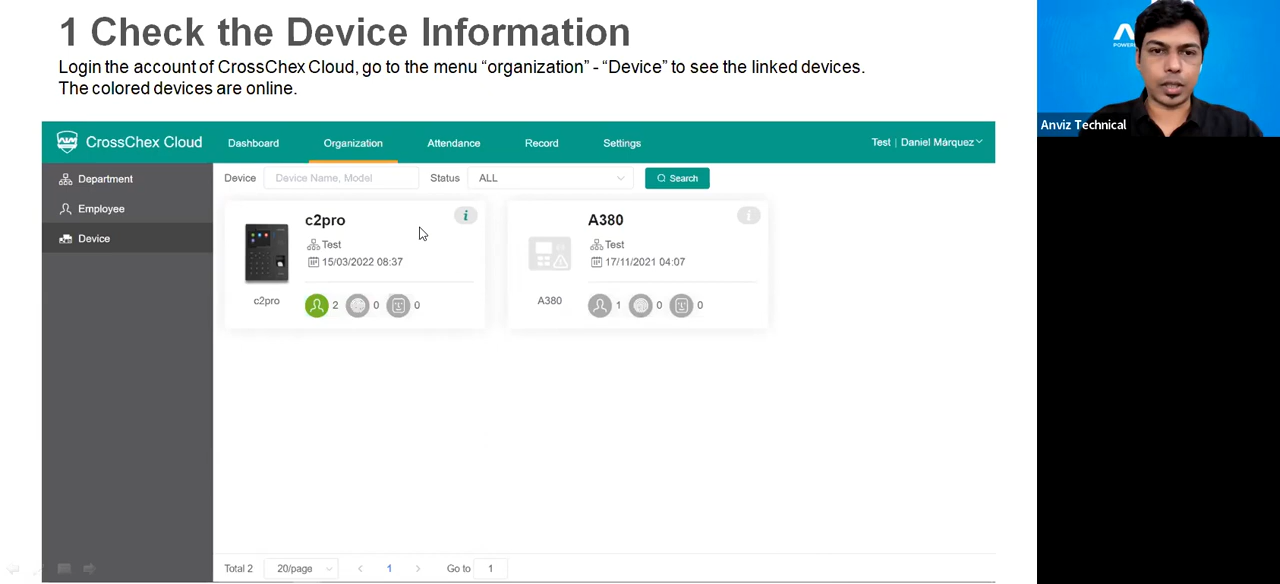 1 Check the Device Information
Login the account of CrossChex Cloud, go to the menu “organization” - “Device” to see the linked devices.
The colored devices are online.
CrossChex Cloud
Dashboard
Organization
Attendance
Record
Settings
Test | Daniel Márquez
Department
Employee
Device
Device
Device Name, Model
Status
ALL
Search
c2pro
i
Test
15/03/2022 08:37
c2pro
2
0
0
A380
i
Test
17/11/2021 04:07
A380
1
0
0
Total 2
20/page
1
Go to
1
Anviz Technical